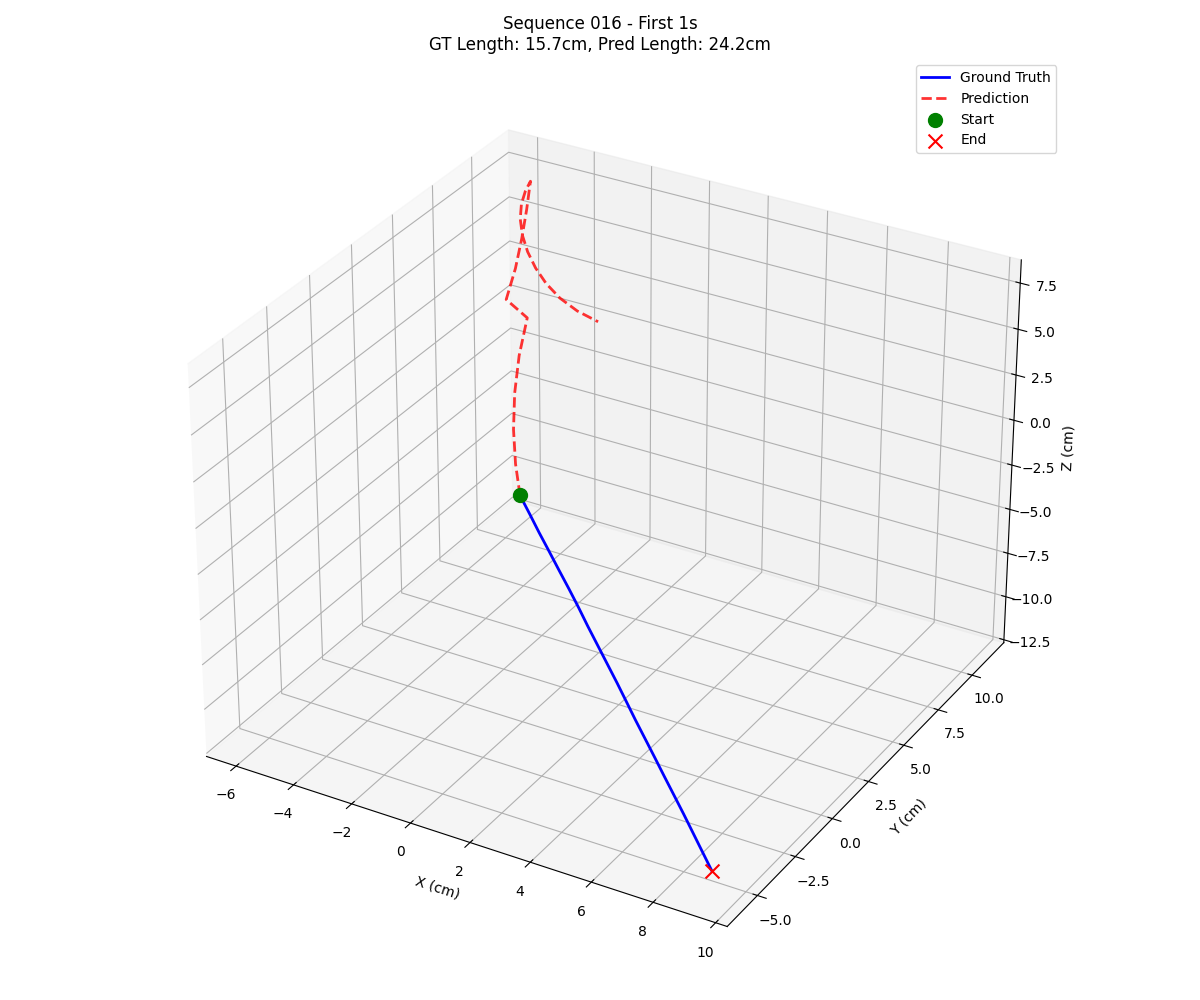 Sequence 016 - First 1s
GT Length: 15.7cm, Pred Length: 24.2cm
Ground Truth
Prediction
Start
End
7.5
5.0
2.5
0.0
−2.5
−5.0
−7.5
−10.0
−12.5
Z (cm)
10.0
7.5
5.0
2.5
0.0
−2.5
−5.0
Y (cm)
−6
−4
−2
0
2
4
6
8
10
X (cm)